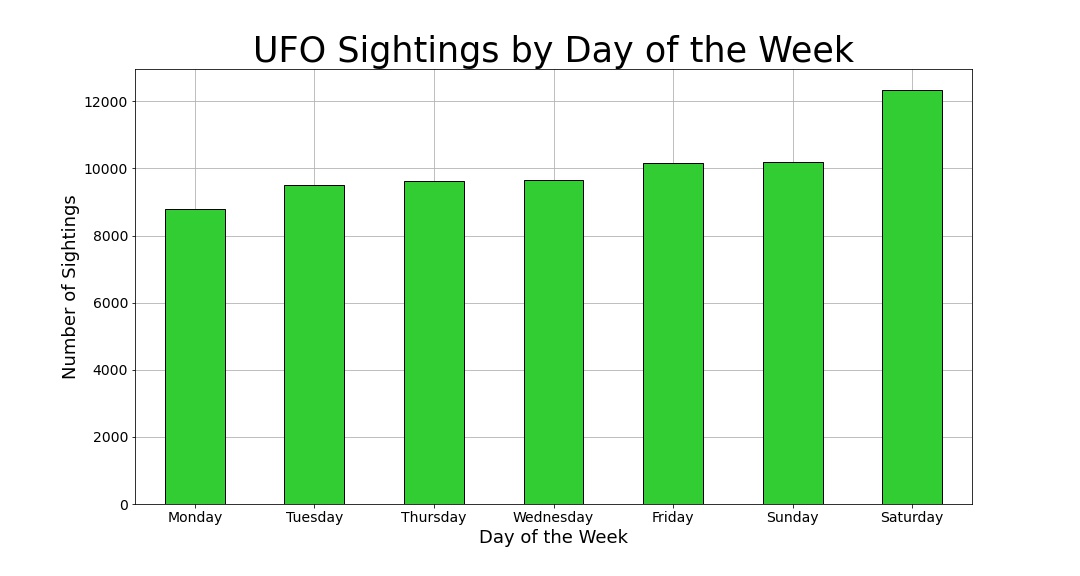 UFO Sightings by Day of the Week
Number of Sightings
12000
10000
8000
6000
4000
2000
0
Monday Tuesday Thursday Wednesday Friday Sunday Saturday
Day of the Week